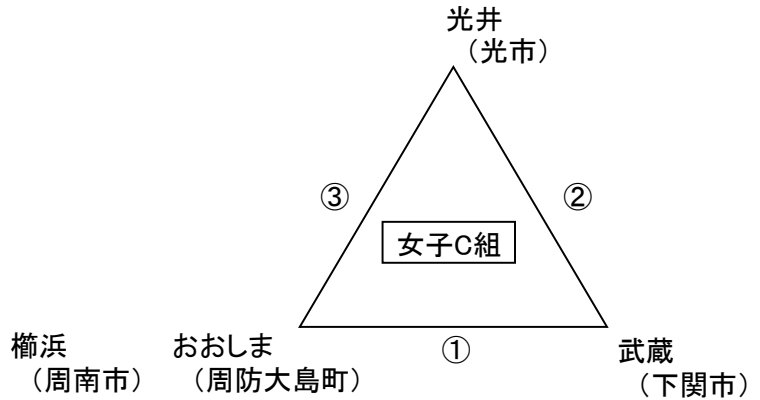 光井
（光市）
③
②
女子C組
櫛浜
（周南市）
おおしま
（周防大島町）
①
武蔵
（下関市）